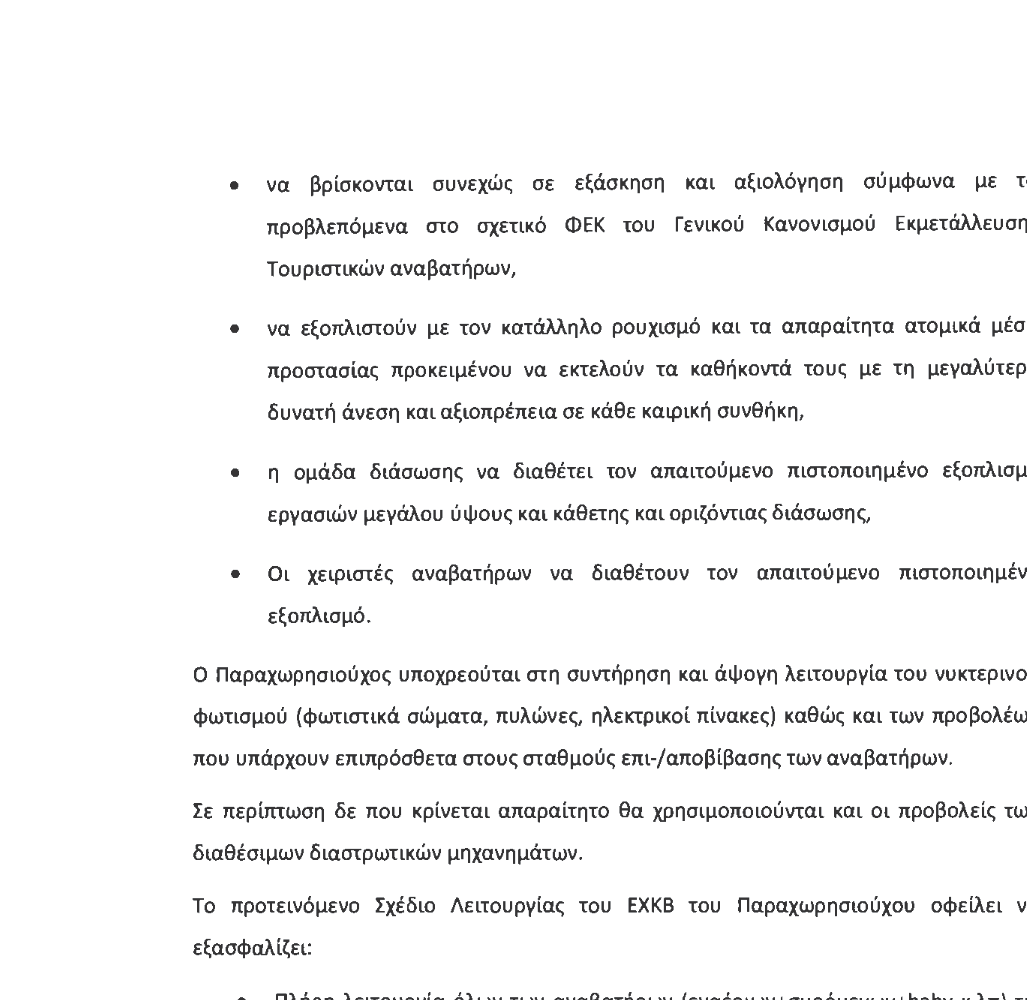 • να βρίσκονται συνεχώς σε εξάσκηση και αξιολόγηση σύμφωνα με
προβλεπόμενα στο σχετικό ΦΕΚ του Γενικού Κανονισμού Εκμετάλλευση
Τουριστικών αναβατήρων,
• να εξοπλιστούν με τον κατάλληλο ρουχισμό και τα απαραίτητα ατομικά μέσ
προστασίας προκειμένου να εκτελούν τα καθήκοντά τους με τη μεγαλύτερ
δυνατή άνεση και αξιοπρέπεια σε κάθε καιρική συνθήκη,
• η ομάδα διάσωσης να διαθέτει τον απαιτούμενο πιστοποιημένο εξοπλισμ
εργασιών μεγάλου ύψους και κάθετης και οριζόντιας διάσωσης,
• Οι χειριστές αναβατήρων να διαθέτουν τον απαιτούμενο πιστοποιημέν
εξοπλισμό.
Ο Παραχωρησιούχος υποχρεούται στη συντήρηση και άψογη λειτουργία του νυκτερινο
φωτισμού (φωτιστικά σώματα, πυλώνες, ηλεκτρικοί πίνακες) καθώς και των προβολέω
που υπάρχουν επιπρόσθετα στους σταθμούς επι-/αποβίβασης των αναβατήρων.
Σε περίπτωση δε που κρίνεται απαραίτητο θα χρησιμοποιούνται και οι προβολείς τω
διαθέσιμων διαστρωτικών μηχανημάτων.
Το προτεινόμενο Σχέδιο Λειτουργίας του ΕΧΚΒ του Παραχωρησιούχου οφείλει ν
εξασφαλίζει:
• Πλήρη λειτουργία όλων των αναβατήρων